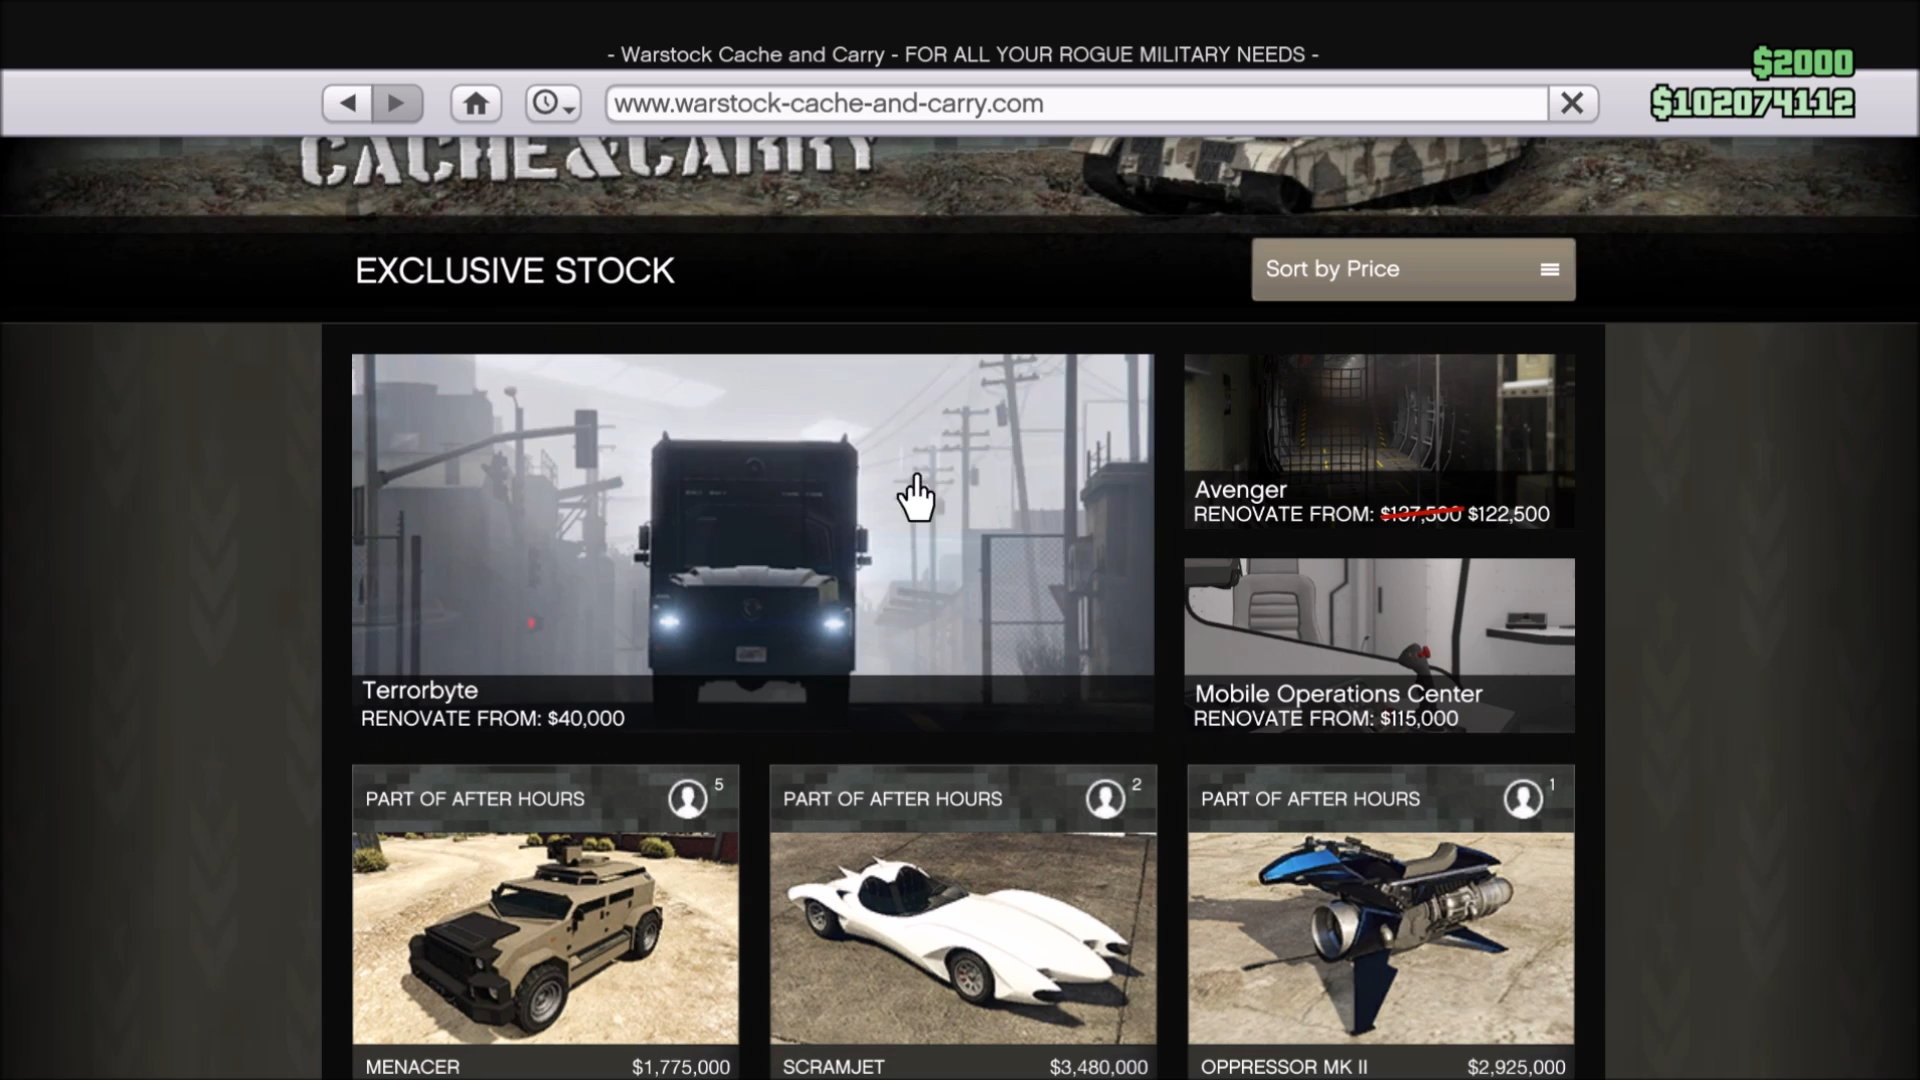 - Warstock Cache and Carry - FOR ALL YOUR ROGUE MILITARY NEEDS -
$2000
www.warstock-cache-and-carry.com
$102074112
CACHE&CARRY
EXCLUSIVE STOCK
Sort by Price
Avenger
RENOVATE FROM: $137,500 $122,500
Terrorbyte
RENOVATE FROM: $40,000
Mobile Operations Center
RENOVATE FROM: $115,000
PART OF AFTER HOURS 5
PART OF AFTER HOURS 2
PART OF AFTER HOURS 1
MENACER $1,775,000
SCRAMJET $3,480,000
OPPRESSOR MK II $2,925,000